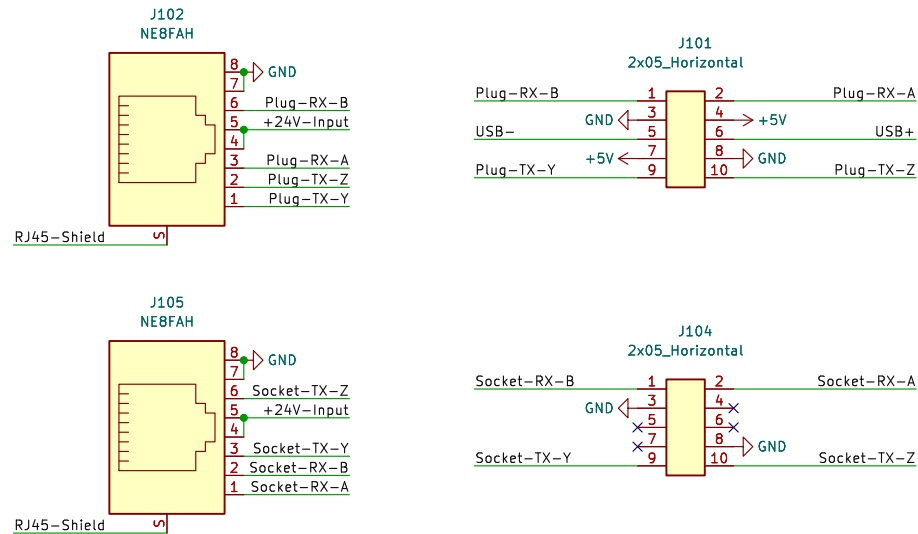 J102
NE8FAH
8 GND
7
6 Plug-RX-B
5 +24V-Input
4
3 Plug-RX-A
2 Plug-TX-Z
1 Plug-TX-Y
S
RJ45-Shield
J101
2x05_Horizontal
Plug-RX-B 1 2 Plug-RX-A
GND 3 4 +5V
USB- 5 6 USB+
+5V 7 8 GND
Plug-TX-Y 9 10 Plug-TX-Z
J105
NE8FAH
8 GND
7
6 Socket-TX-Z
5 +24V-Input
4
3 Socket-TX-Y
2 Socket-RX-B
1 Socket-RX-A
S
RJ45-Shield
J104
2x05_Horizontal
Socket-RX-B 1 2 Socket-RX-A
GND 3 4
5 6
7 8 GND
Socket-TX-Y 9 10 Socket-TX-Z